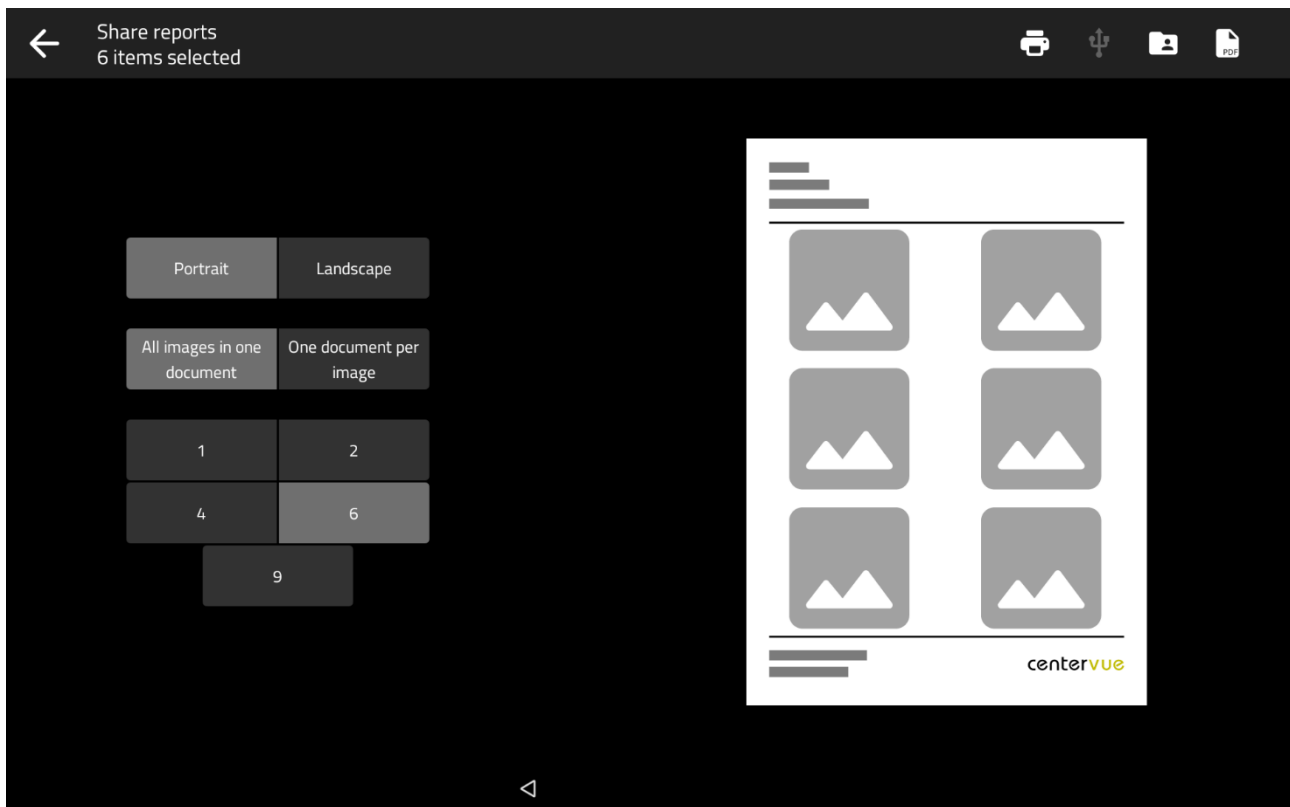 Share reports
6 items selected
PDF
Portrait
Landscape
All images in one
document
One document per
image
1
2
4
6
9
centervue